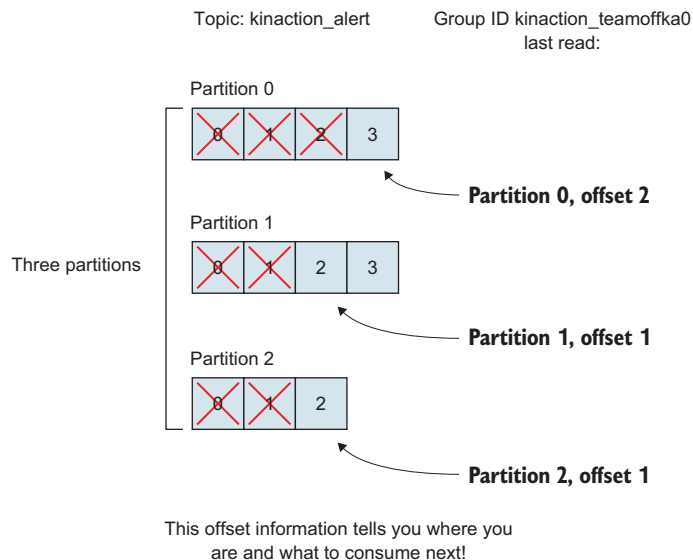 Topic: kinaction_alert
Group ID kinaction_teamoffka0
last read:
Partition 0
0 1 2 3
Partition 0, offset 2
Partition 1
0 1 2 3
Three partitions
Partition 1, offset 1
Partition 2
0 1 2
Partition 2, offset 1
This offset information tells you where you
are and what to consume next!